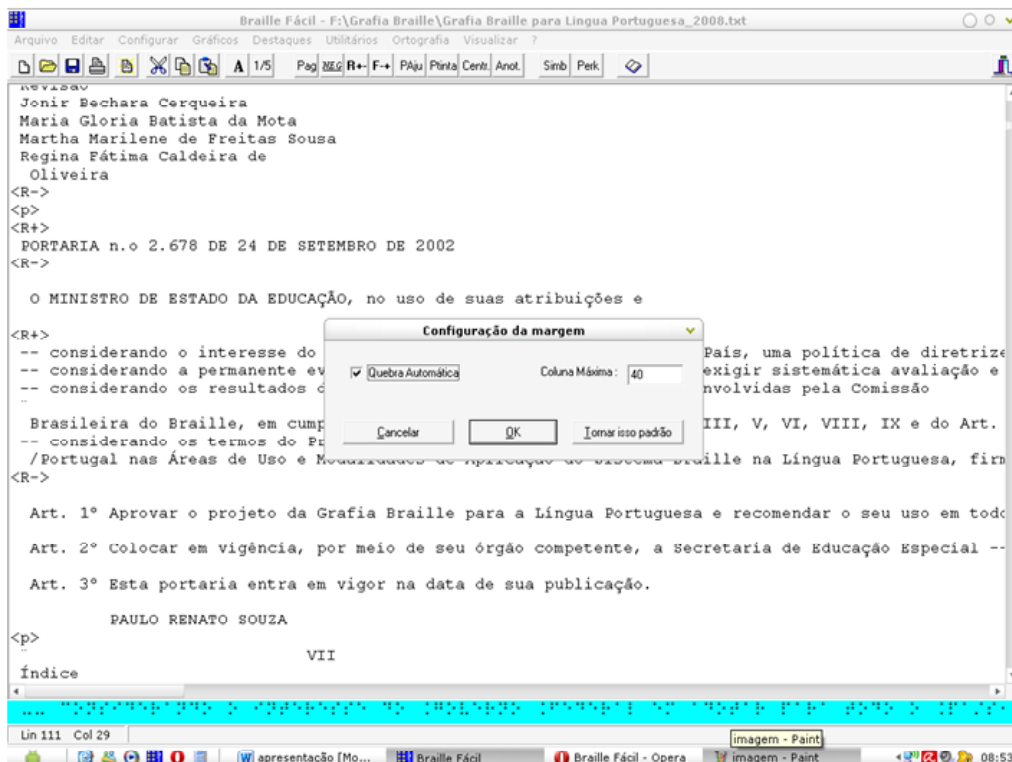 Braille Fácil - F:\Grafia Braille\Grafia Braille para Lingua Portuguesa_2008.txt
Arquivo Editar Configurar Gráficos Destaques Utilitários Ortografia Visualizar ?
A 1/5 Pag NEG R+- F-+ PAju Ptinta Centr. Anot. Simb Perk
Revisão
Jonir Bechara Cerqueira
Maria Gloria Batista da Mota
Martha Marilene de Freitas Sousa
Regina Fátima Caldeira de
Oliveira
<R->
<p>
<R+>
PORTARIA n.o 2.678 DE 24 DE SETEMBRO DE 2002
<R->
O MINISTRO DE ESTADO DA EDUCAÇÃO, no uso de suas atribuições e
<R+>
Configuração da margem
-- considerando o interesse do País, uma política de diretrize
-- considerando a permanente ev exigir sistemática avaliação e
Quebra Automática Coluna Máxima : 40
-- considerando os resultados d nvolvidas pela Comissão
Brasileira do Braille, em cump III, V, VI, VIII, IX e do Art.
Cancelar OK Tornar isso padrão
-- considerando os termos do Pr
/Portugal nas Áreas de Uso e Modalidades de Aplicação do Sistema Braille na Língua Portuguesa, firm
<R->
Art. 1º Aprovar o projeto da Grafia Braille para a Língua Portuguesa e recomendar o seu uso em todo
Art. 2º Colocar em vigência, por meio de seu órgão competente, a Secretaria de Educação Especial --
Art. 3º Esta portaria entra em vigor na data de sua publicação.
PAULO RENATO SOUZA
<p>
VII
Índice
Lin 111 Col 29
imagem - Paint
apresentação [Mo... Braille Fácil Braille Fácil - Opera imagem - Paint 08:53